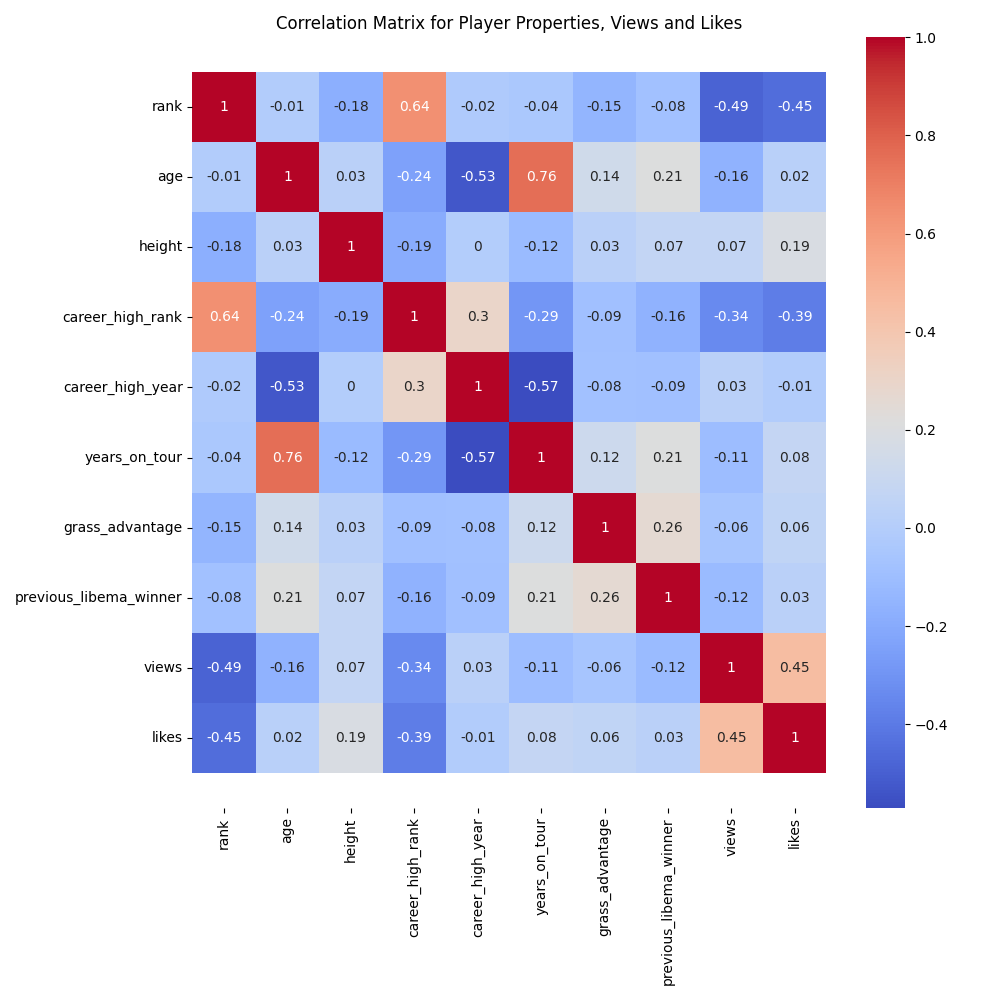 Correlation Matrix for Player Properties, Views and Likes
rank 1 -0.01 -0.18 0.64 -0.02 -0.04 -0.15 -0.08 -0.49 -0.45
age -0.01 1 0.03 -0.24 -0.53 0.76 0.14 0.21 -0.16 0.02
height -0.18 0.03 1 -0.19 0 -0.12 0.03 0.07 0.07 0.19
career_high_rank 0.64 -0.24 -0.19 1 0.3 -0.29 -0.09 -0.16 -0.34 -0.39
career_high_year -0.02 -0.53 0 0.3 1 -0.57 -0.08 -0.09 0.03 -0.01
years_on_tour -0.04 0.76 -0.12 -0.29 -0.57 1 0.12 0.21 -0.11 0.08
grass_advantage -0.15 0.14 0.03 -0.09 -0.08 0.12 1 0.26 -0.06 0.06
previous_libema_winner -0.08 0.21 0.07 -0.16 -0.09 0.21 0.26 1 -0.12 0.03
views -0.49 -0.16 0.07 -0.34 0.03 -0.11 -0.06 -0.12 1 0.45
likes -0.45 0.02 0.19 -0.39 -0.01 0.08 0.06 0.03 0.45 1
rank
age
height
career_high_rank
career_high_year
years_on_tour
grass_advantage
previous_libema_winner
views
likes
1.0
0.8
0.6
0.4
0.2
0.0
−0.2
−0.4